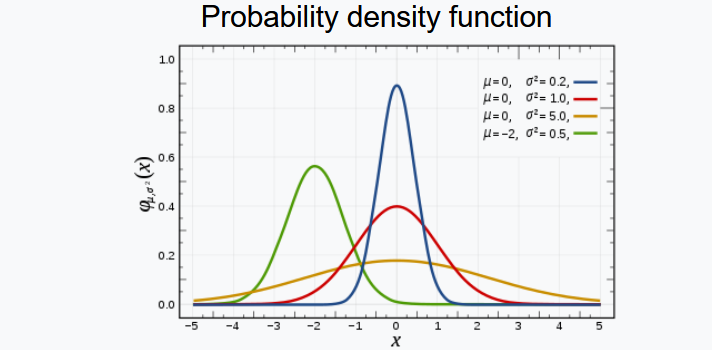 Probability density function
φμ,σ²(x)
1.0
0.8
0.6
0.4
0.2
0.0
μ=0, σ²=0.2,
μ=0, σ²=1.0,
μ=0, σ²=5.0,
μ=−2, σ²=0.5,
−5 −4 −3 −2 −1 0 1 2 3 4 5
x